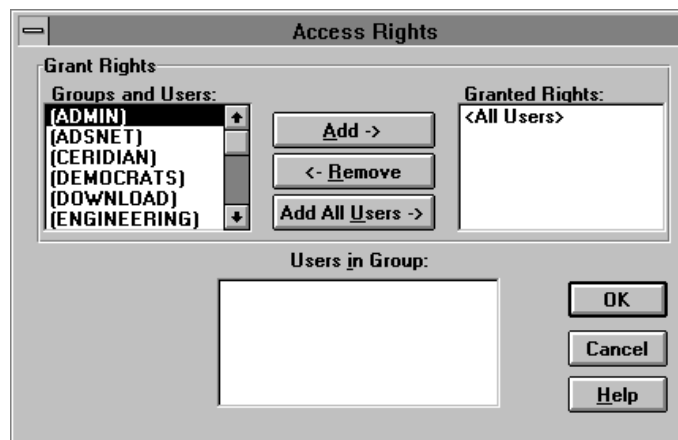 Access Rights
Grant Rights
Groups and Users:
(ADMIN)
(ADSNET)
(CERIDIAN)
(DEMOCRATS)
(DOWNLOAD)
(ENGINEERING)
Add ->
<- Remove
Add All Users ->
Granted Rights:
<All Users>
Users in Group:
OK
Cancel
Help